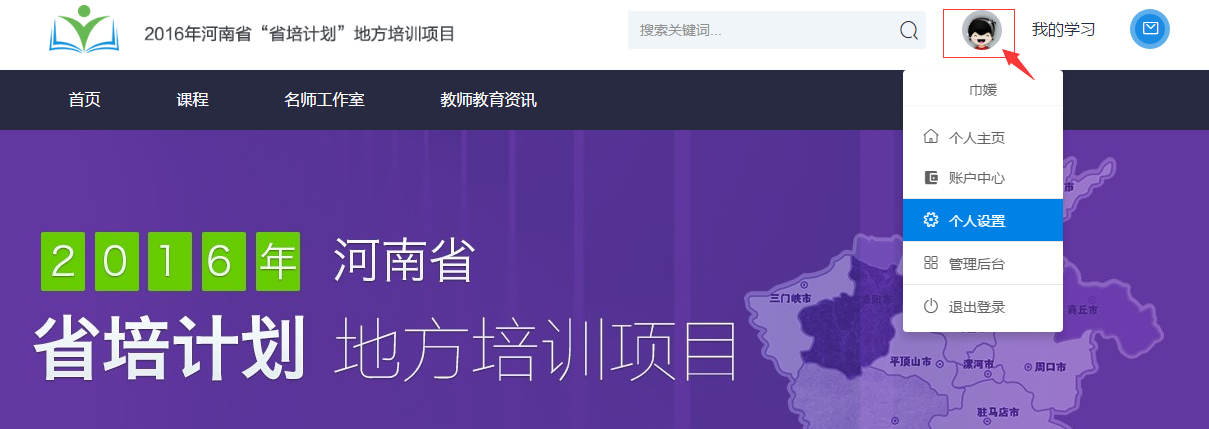 2016年河南省“省培计划”地方培训项目
搜索关键词...
我的学习
首页
课程
名师工作室
教师教育资讯
巾媛
个人主页
账户中心
个人设置
管理后台
退出登录
2016年 河南省
省培计划 地方培训项目
市
三门峡市
洛阳市
商丘市
平顶山市
漯河市
周口市
驻马店市